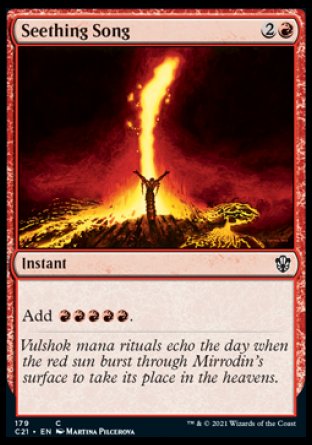 Seething Song 2
Instant
Add
Vulshok mana rituals echo the day when
the red sun burst through Mirrodin's
surface to take its place in the heavens.
179 C
C21 • EN Martina Pilcerova
™ & © 2021 Wizards of the Coast